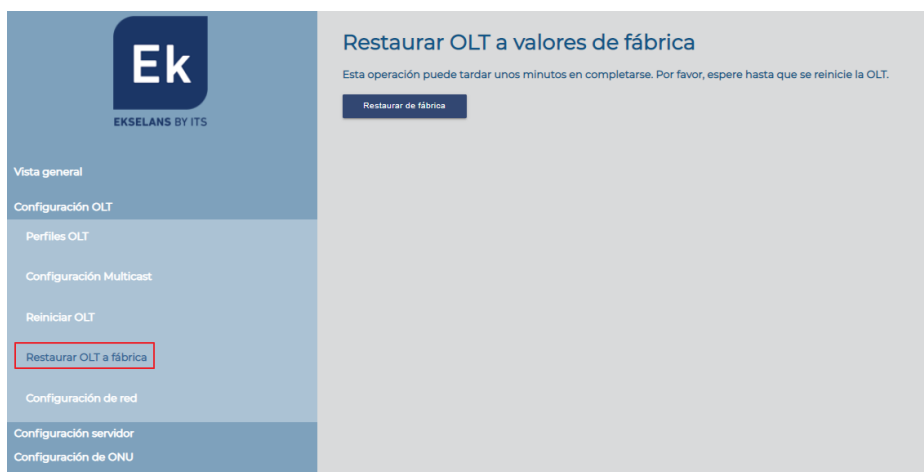 Ek
EKSELANS BY ITS
Vista general
Configuración OLT
Perfiles OLT
Configuración Multicast
Reiniciar OLT
Restaurar OLT a fábrica
Configuración de red
Configuración servidor
Configuración de ONU
Restaurar OLT a valores de fábrica
Esta operación puede tardar unos minutos en completarse. Por favor, espere hasta que se reinicie la OLT.
Restaurar de fábrica